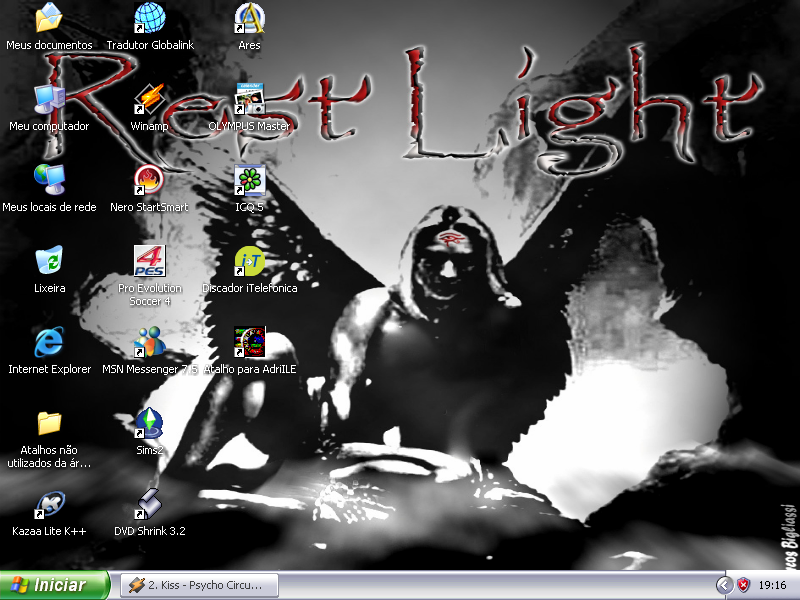 Rest Light
Meus documentos
Tradutor Globalink
Ares
Meu computador
Winamp
OLYMPUS Master
Meus locais de rede
Nero StartSmart
ICQ 5
Lixeira
4
PES
Pro Evolution
Soccer 4
i-T
Discador iTelefonica
Internet Explorer
MSN Messenger 7.5
Atalho para AdriILE
Atalhos não
utilizados da ár...
Sims2
Kazaa Lite K++
DVD Shrink 3.2
Bigliassi
Iniciar
2. Kiss - Psycho Circu...
19:16